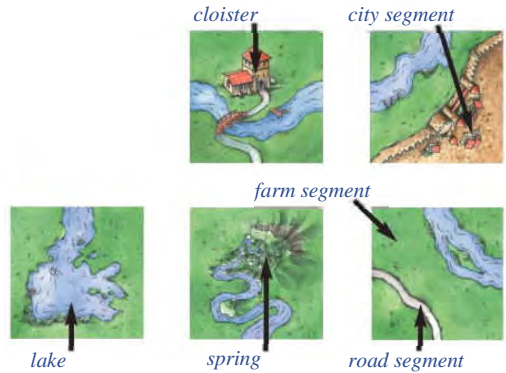 cloister
city segment
farm segment
lake
spring
road segment